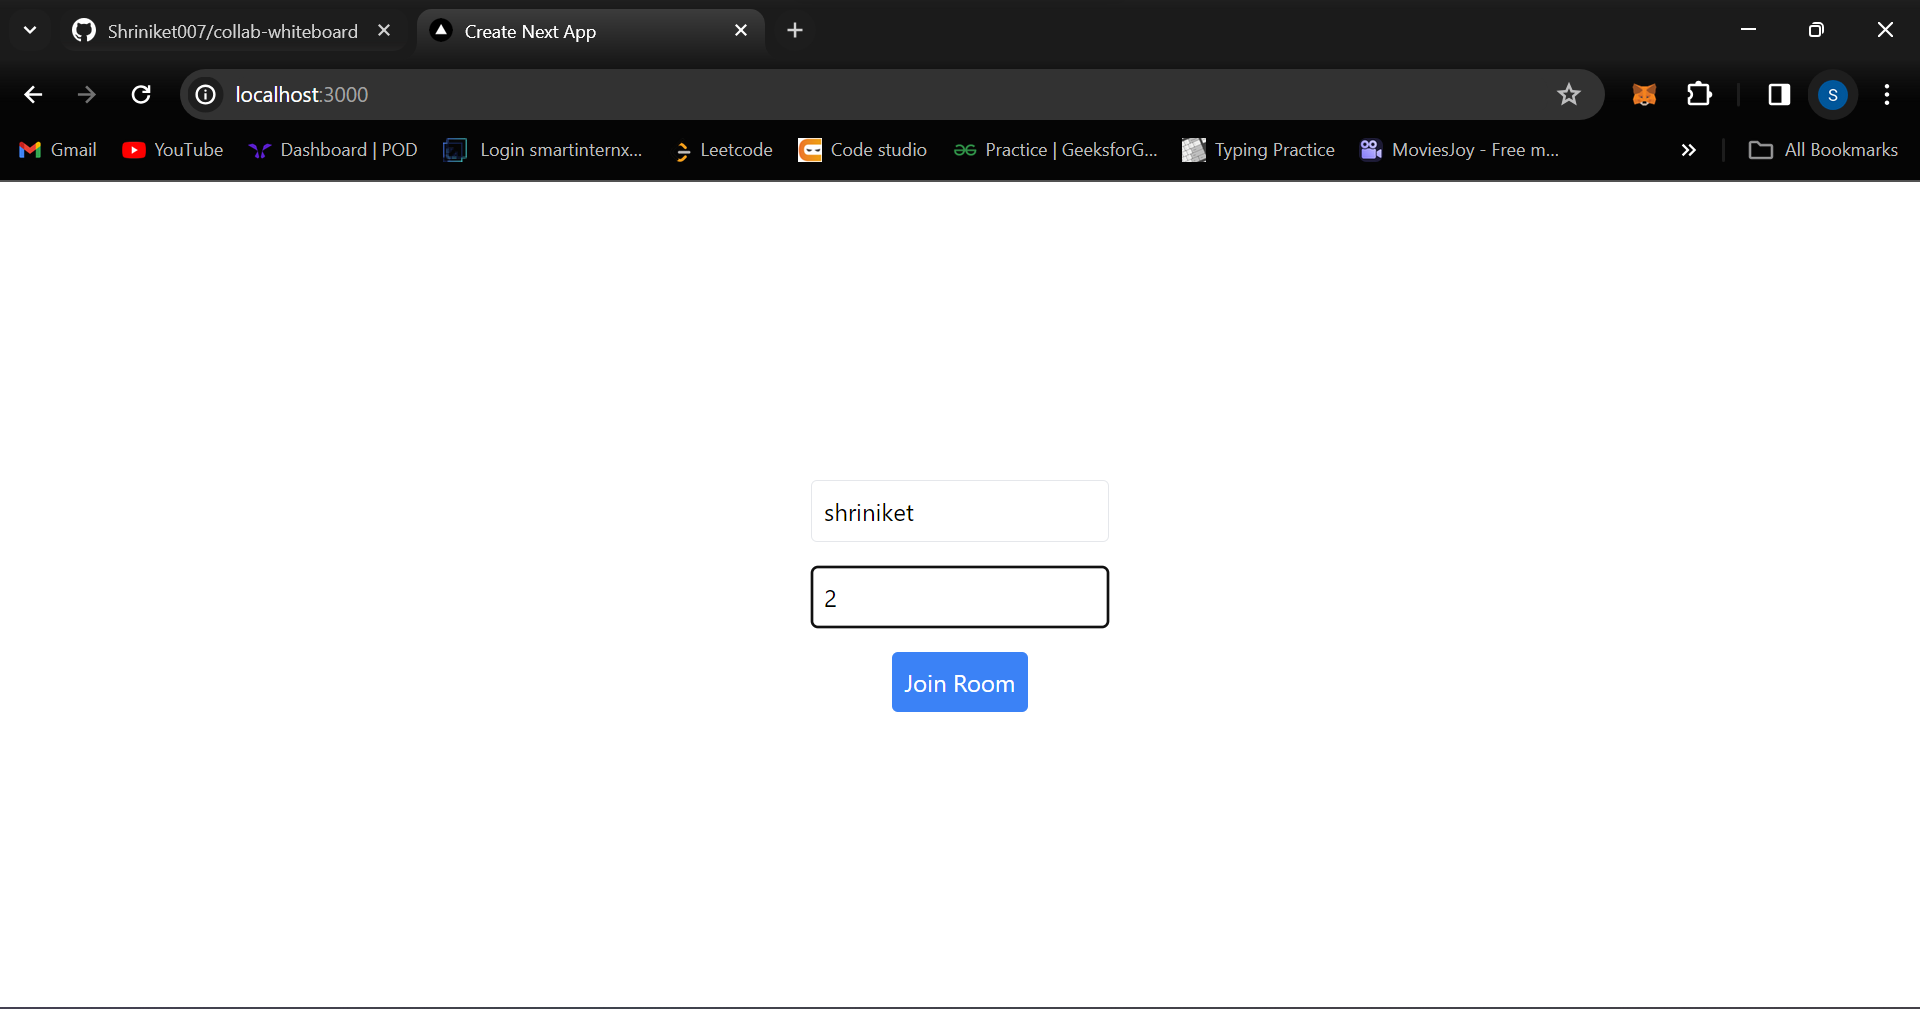 Shriniket007/collab-whiteboard
Create Next App
localhost:3000
S
Gmail
YouTube
Dashboard | POD
Login smartinternx...
Leetcode
Code studio
Practice | GeeksforG...
Typing Practice
MoviesJoy - Free m...
All Bookmarks
shriniket
2
Join Room